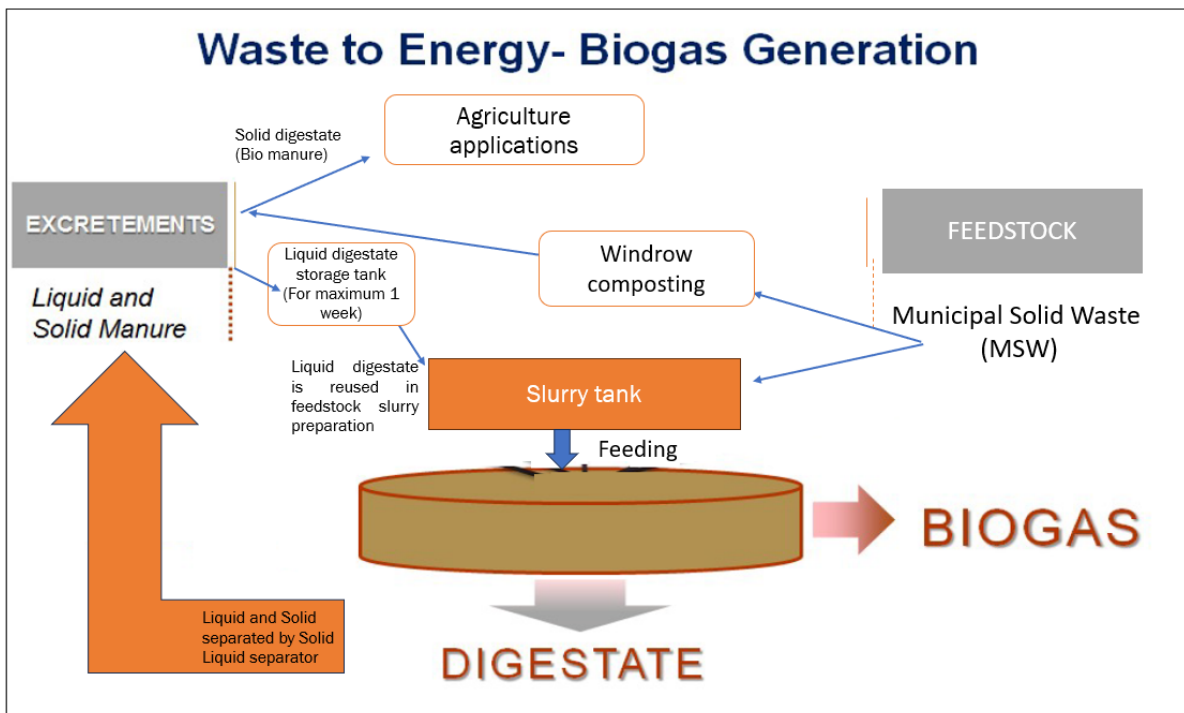 Waste to Energy- Biogas Generation
Solid digestate
(Bio manure)
Agriculture
applications
EXCRETEMENTS
FEEDSTOCK
Liquid digestate
storage tank
(For maximum 1
week)
Windrow
composting
Liquid and
Solid Manure
Municipal Solid Waste
(MSW)
Liquid digestate
is reused in
feedstock slurry
preparation
Slurry tank
Feeding
BIOGAS
Liquid and Solid
separated by Solid
Liquid separator
DIGESTATE